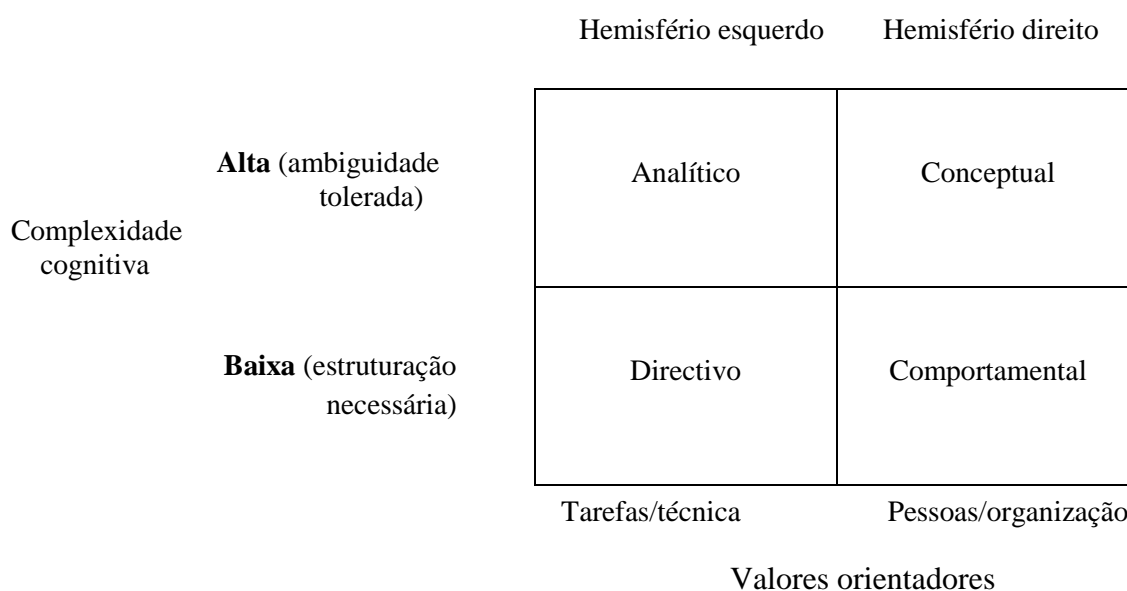 Hemisfério esquerdo Hemisfério direito
Alta (ambiguidade
tolerada)
Analítico Conceptual
Complexidade
cognitiva
Baixa (estruturação
necessária)
Directivo Comportamental
Tarefas/técnica Pessoas/organização
Valores orientadores